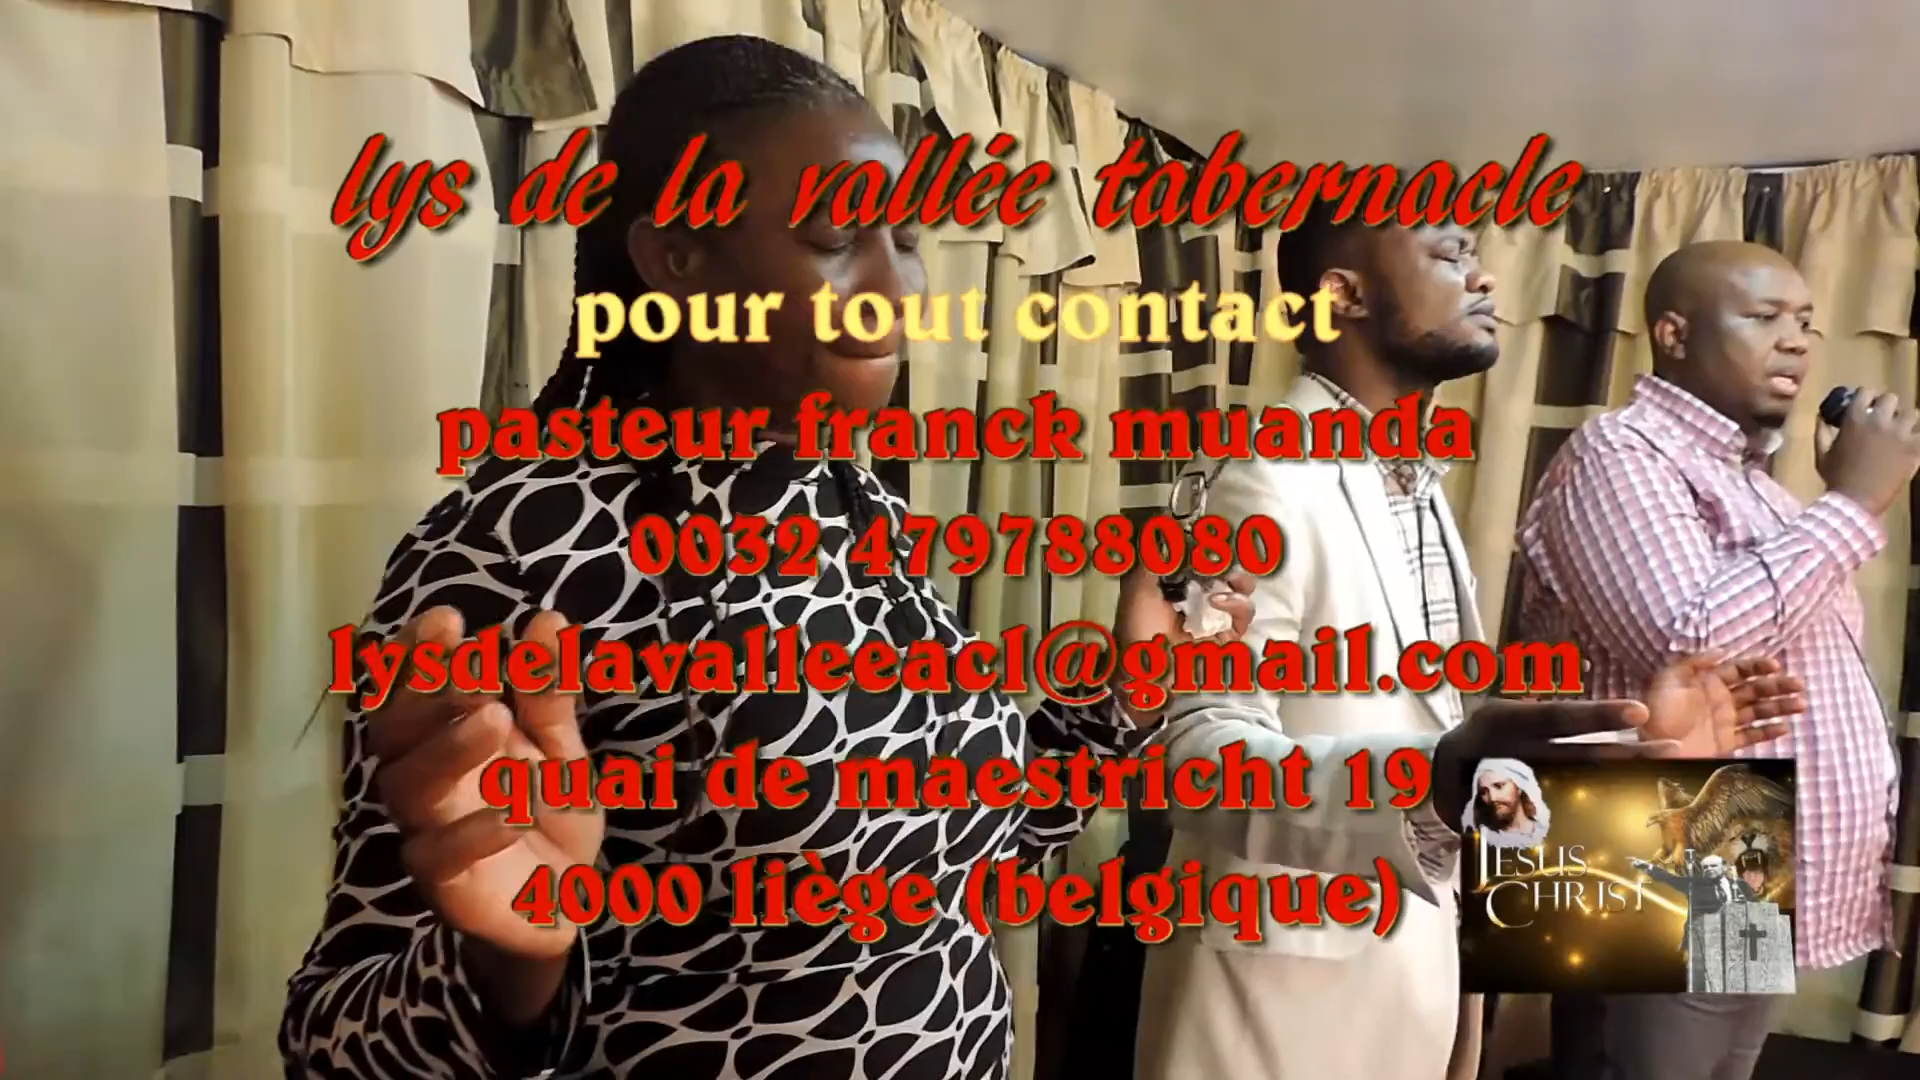 lys de la vallée tabernacle
pour tout contact
pasteur franck muanda
0032 479788080
lysdelavalleeacl@gmail.com
quai de maestricht 19
4000 liège (belgique)
JESUS
CHRIST